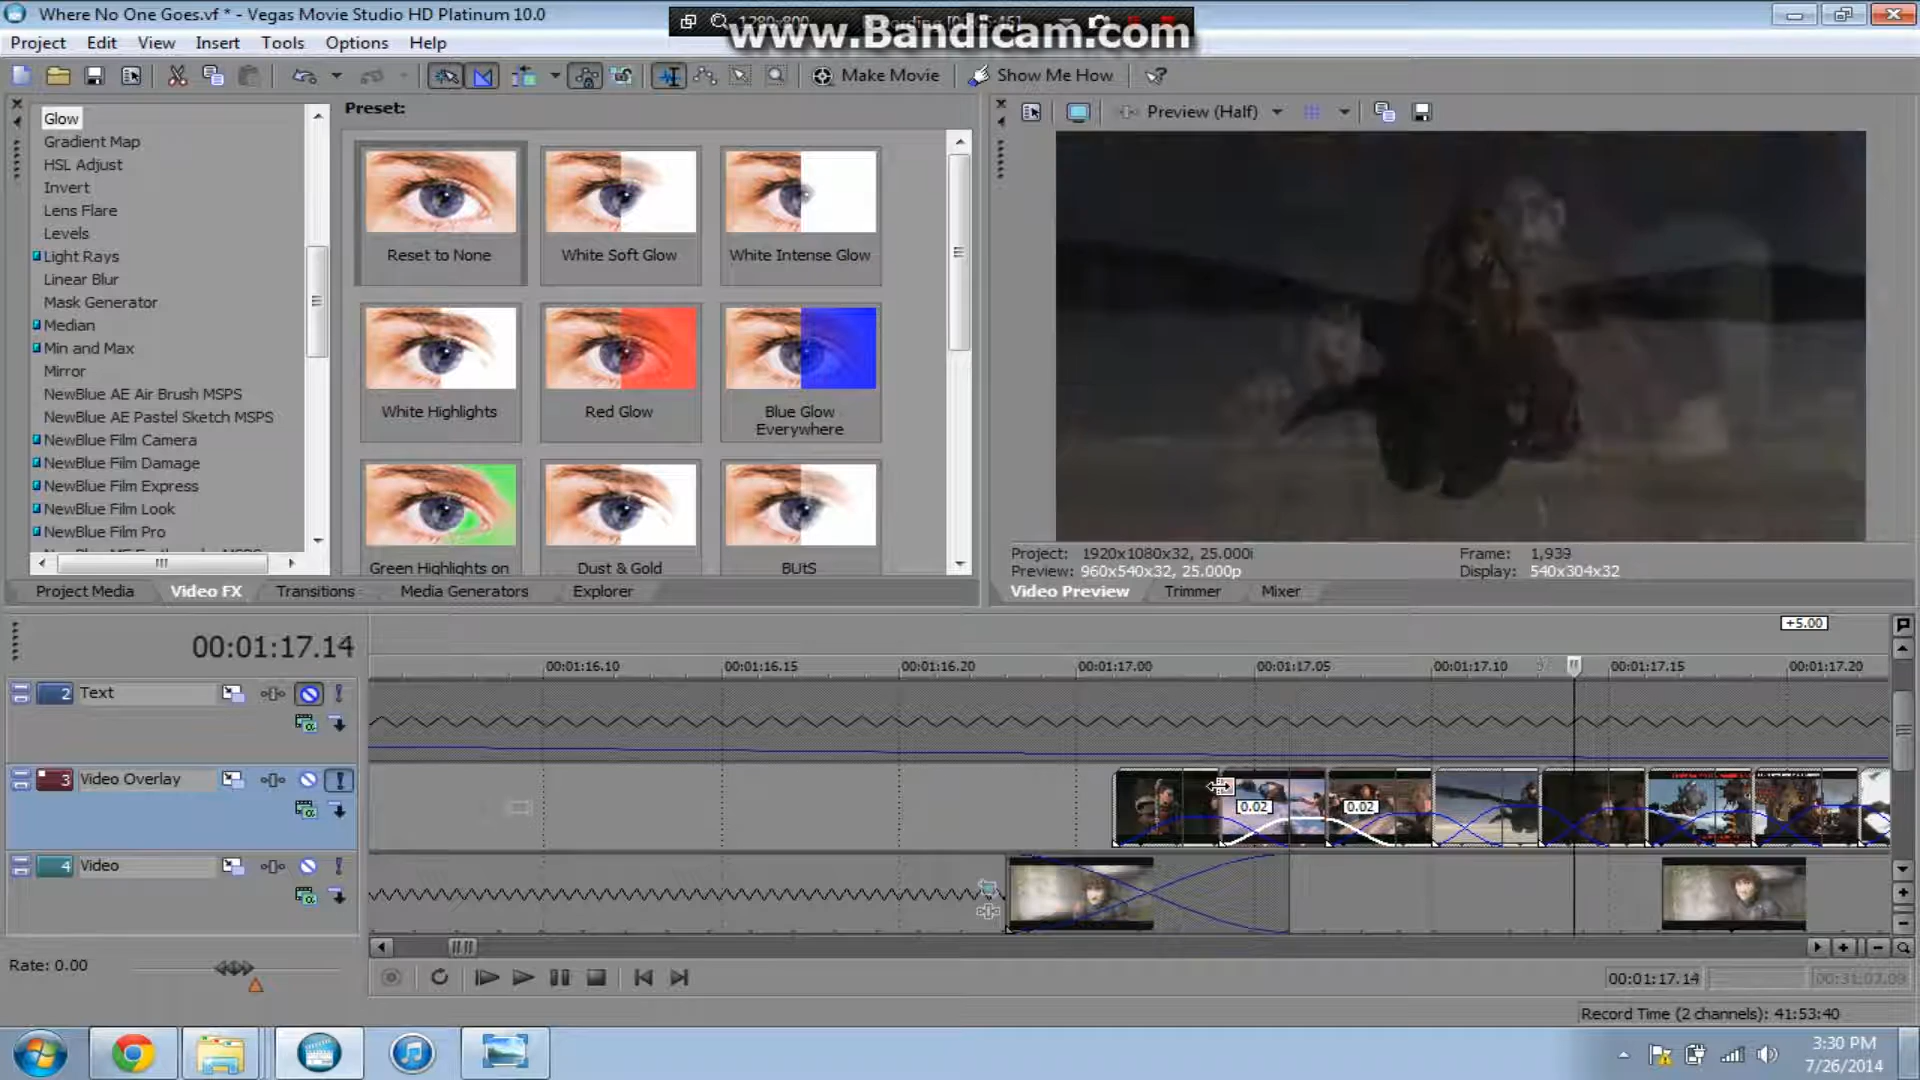 Where No One Goes.vf * - Vegas Movie Studio HD Platinum 10.0
www.Bandicam.com
Project Edit View Insert Tools Options Help
Make Movie Show Me How
Glow
Gradient Map
HSL Adjust
Invert
Lens Flare
Levels
Light Rays
Linear Blur
Mask Generator
Median
Min and Max
Mirror
NewBlue AE Air Brush MSPS
NewBlue AE Pastel Sketch MSPS
NewBlue Film Camera
NewBlue Film Damage
NewBlue Film Express
NewBlue Film Look
NewBlue Film Pro
Preset:
Reset to None White Soft Glow White Intense Glow
White Highlights Red Glow Blue Glow
Everywhere
Green Highlights on Dust & Gold BUtS
Preview (Half)
Project: 1920x1080x32, 25.000i Frame: 1,939
Preview: 960x540x32, 25.000p Display: 540x304x32
Project Media Video FX Transitions Media Generators Explorer
Video Preview Trimmer Mixer
+5.00
00:01:17.14
00:01:16.10 00:01:16.15 00:01:16.20 00:01:17.00 00:01:17.05 00:01:17.10 00:01:17.15 00:01:17.20
2 Text
3 Video Overlay
0.02 0.02
4 Video
Rate: 0.00
00:01:17.14
Record Time (2 channels): 41:53:40
3:30 PM
7/26/2014